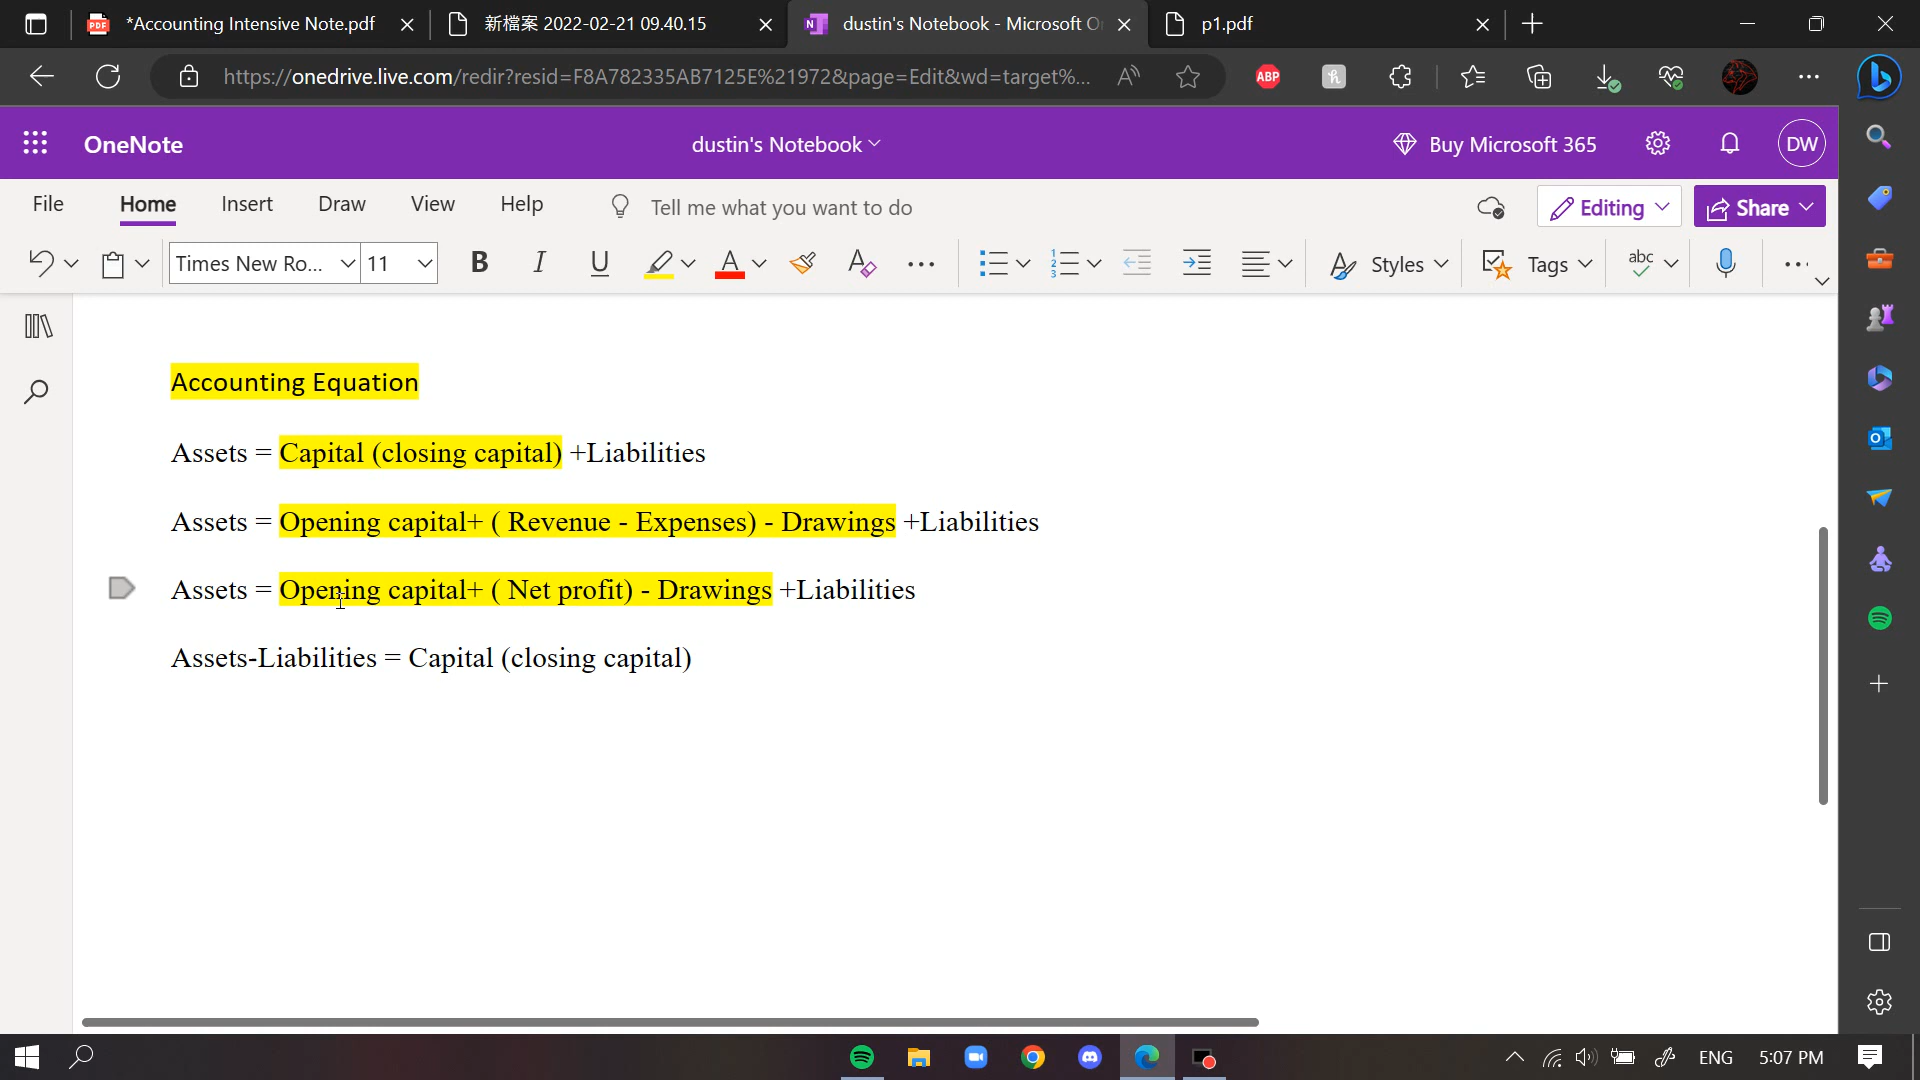 *Accounting Intensive Note.pdf
新檔案 2022-02-21 09.40.15
dustin's Notebook - Microsoft O
p1.pdf
https://onedrive.live.com/redir?resid=F8A782335AB7125E%21972&page=Edit&wd=target%...
ABP
OneNote
dustin's Notebook
Buy Microsoft 365
DW
File
Home
Insert
Draw
View
Help
Tell me what you want to do
Editing
Share
Times New Ro...
11
B
I
U
A
Styles
Tags
abc
Accounting Equation
Assets = Capital (closing capital) +Liabilities
Assets = Opening capital+ ( Revenue - Expenses) - Drawings +Liabilities
Assets = Opening capital+ ( Net profit) - Drawings +Liabilities
Assets-Liabilities = Capital (closing capital)
ENG
5:07 PM